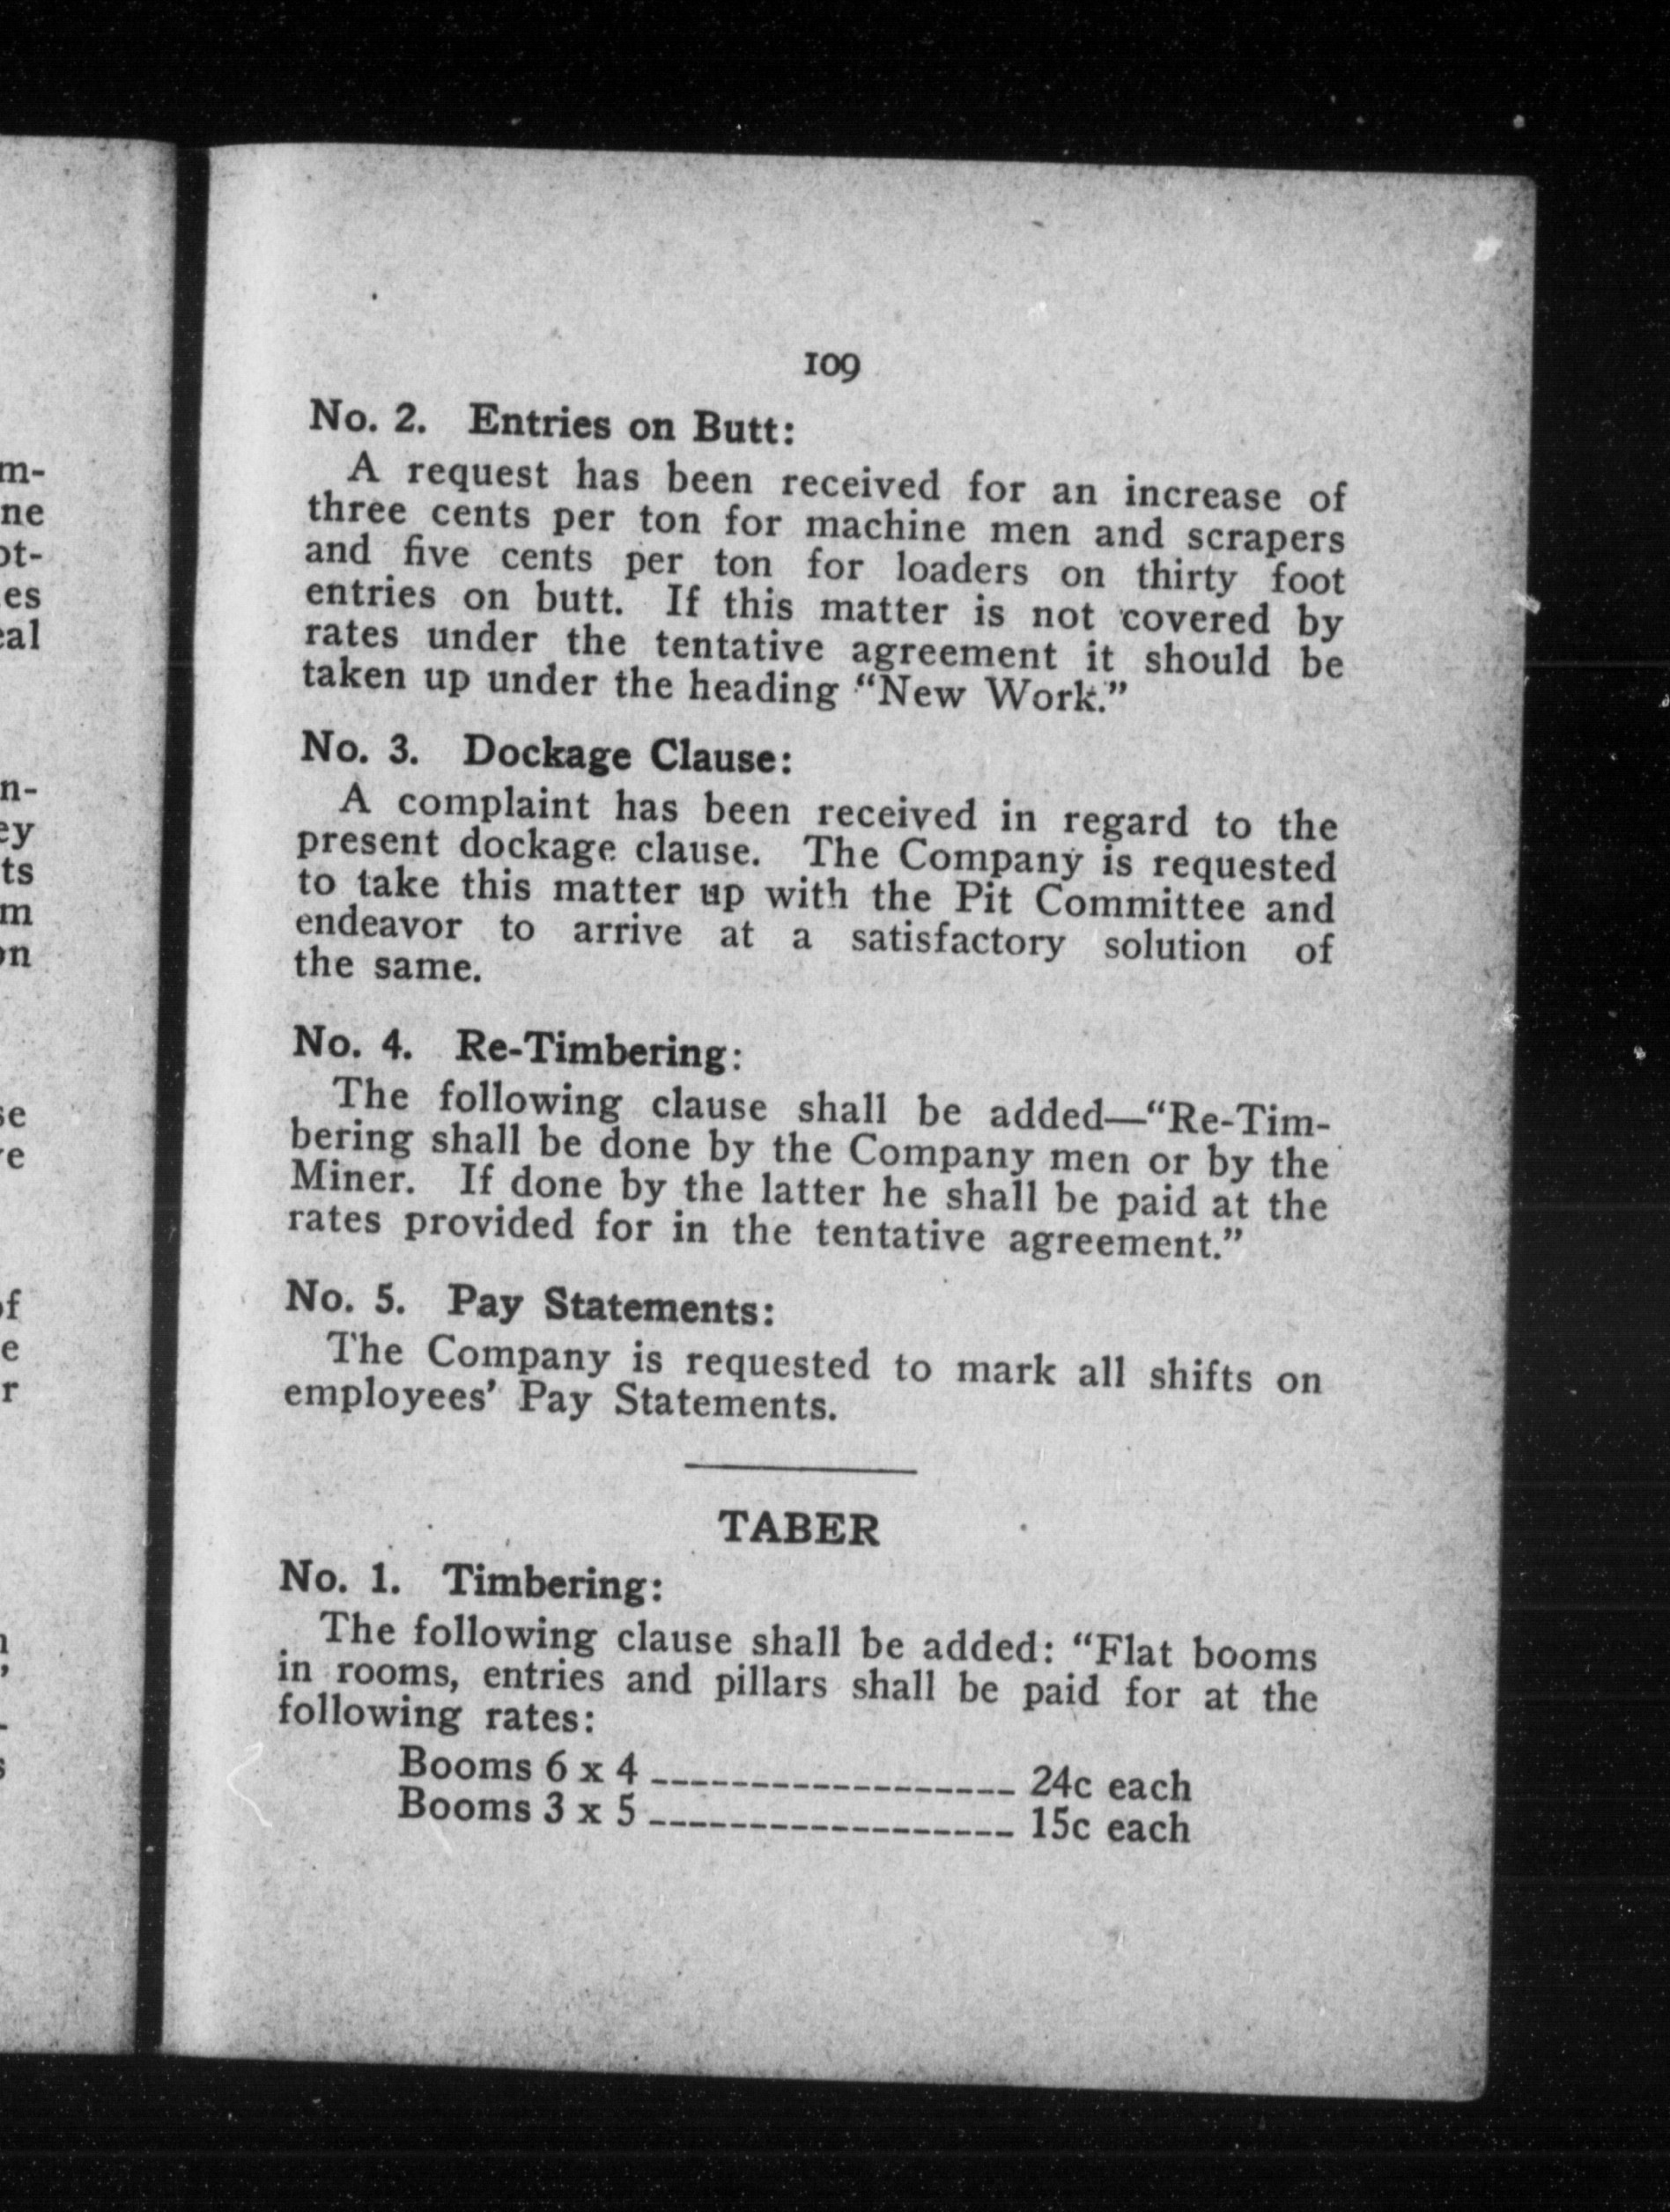 109
No. 2. Entries on Butt:
A request has been received for an increase of
three cents per ton for machine men and scrapers
and five cents per ton for loaders on thirty foot
entries on butt. If this matter is not covered by
rates under the tentative agreement it should be
taken up under the heading "New Work."
No. 3. Dockage Clause:
A complaint has been received in regard to the
present dockage clause. The Company is requested
to take this matter up with the Pit Committee and
endeavor to arrive at a satisfactory solution of
the same.
No. 4. Re-Timbering:
The following clause shall be added—"Re-Tim-
bering shall be done by the Company men or by the
Miner. If done by the latter he shall be paid at the
rates provided for in the tentative agreement."
No. 5. Pay Statements:
The Company is requested to mark all shifts on
employees' Pay Statements.
TABER
No. 1. Timbering:
The following clause shall be added: "Flat booms
in rooms, entries and pillars shall be paid for at the
following rates:
Booms 6 x 4 ------------------ 24c each
Booms 3 x 5 ------------------ 15c each